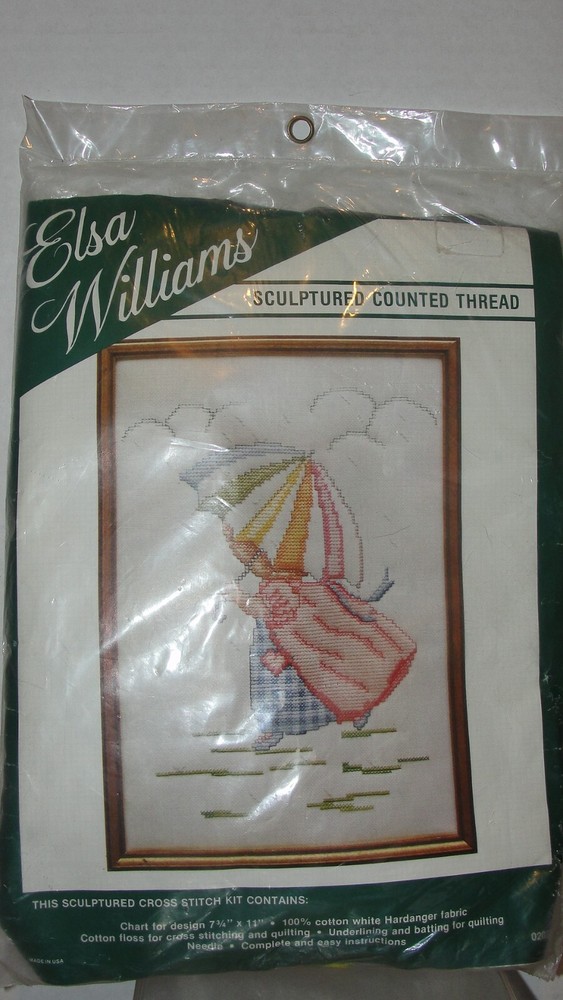 Elsa
Williams
SCULPTURED COUNTED THREAD
THIS SCULPTURED CROSS STITCH KIT CONTAINS:
Chart for design 7¾" x 11" • 100% cotton white Hardanger fabric
Cotton floss for cross stitching and quilting • Underlining and batting for quilting
Needle • Complete and easy instructions
MADE IN USA